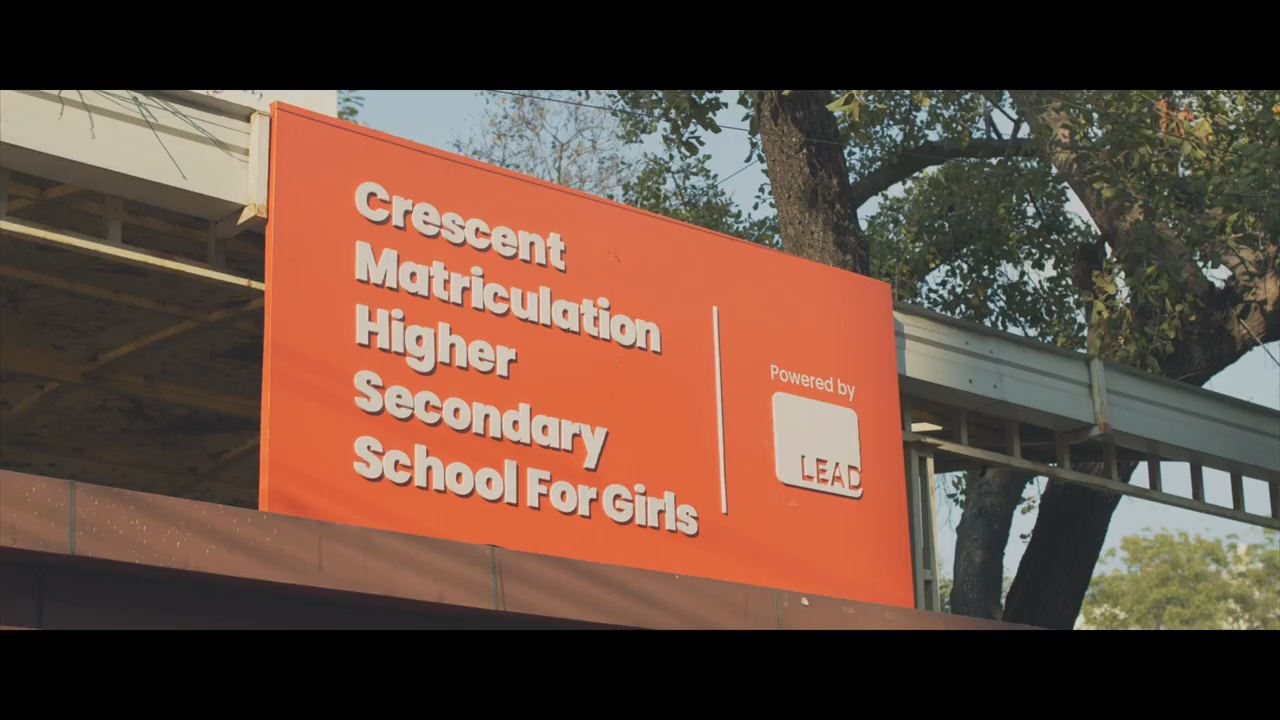 Crescent
Matriculation
Higher
Secondary
School For Girls
Powered by
LEAD